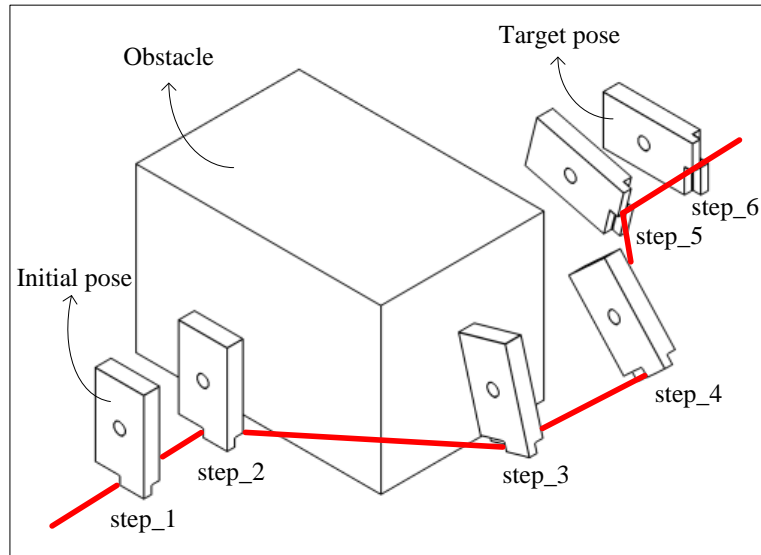 Target pose
Obstacle
Initial pose
step_6
step_5
step_4
step_3
step_2
step_1